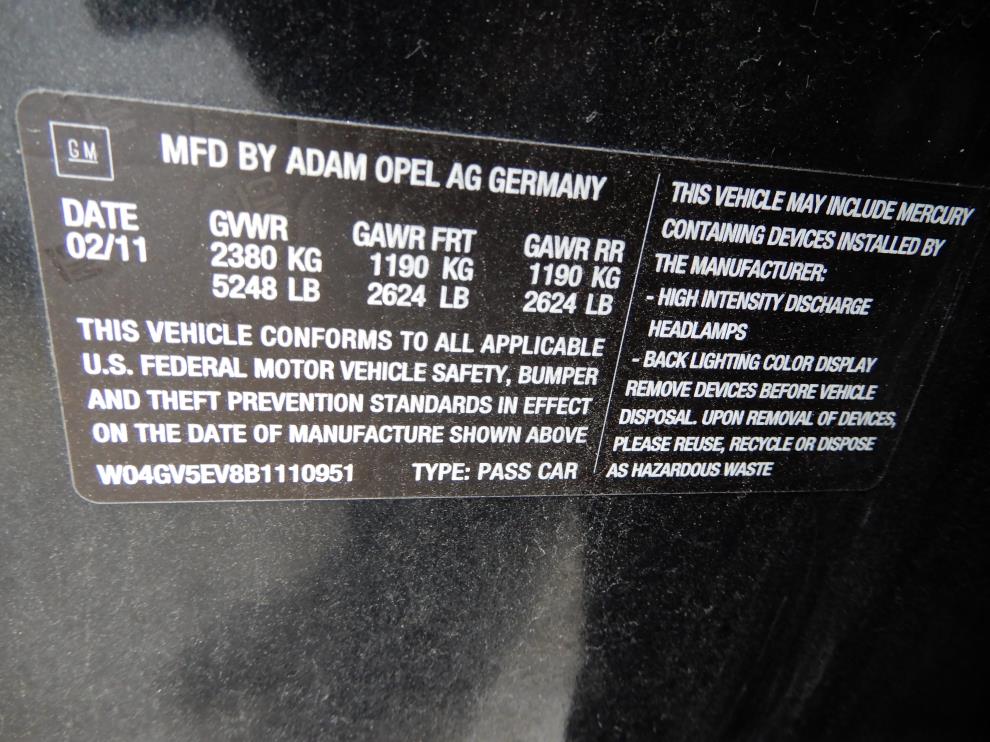 GM
MFD BY ADAM OPEL AG GERMANY
DATE
02/11
GVWR
2380 KG
5248 LB
GAWR FRT
1190 KG
2624 LB
GAWR RR
1190 KG
2624 LB
THIS VEHICLE CONFORMS TO ALL APPLICABLE
U.S. FEDERAL MOTOR VEHICLE SAFETY, BUMPER
AND THEFT PREVENTION STANDARDS IN EFFECT
ON THE DATE OF MANUFACTURE SHOWN ABOVE
W04GV5EV8B1110951
TYPE: PASS CAR
THIS VEHICLE MAY INCLUDE MERCURY
CONTAINING DEVICES INSTALLED BY
THE MANUFACTURER:
- HIGH INTENSITY DISCHARGE
HEADLAMPS
- BACK LIGHTING COLOR DISPLAY
REMOVE DEVICES BEFORE VEHICLE
DISPOSAL. UPON REMOVAL OF DEVICES,
PLEASE REUSE, RECYCLE OR DISPOSE
AS HAZARDOUS WASTE